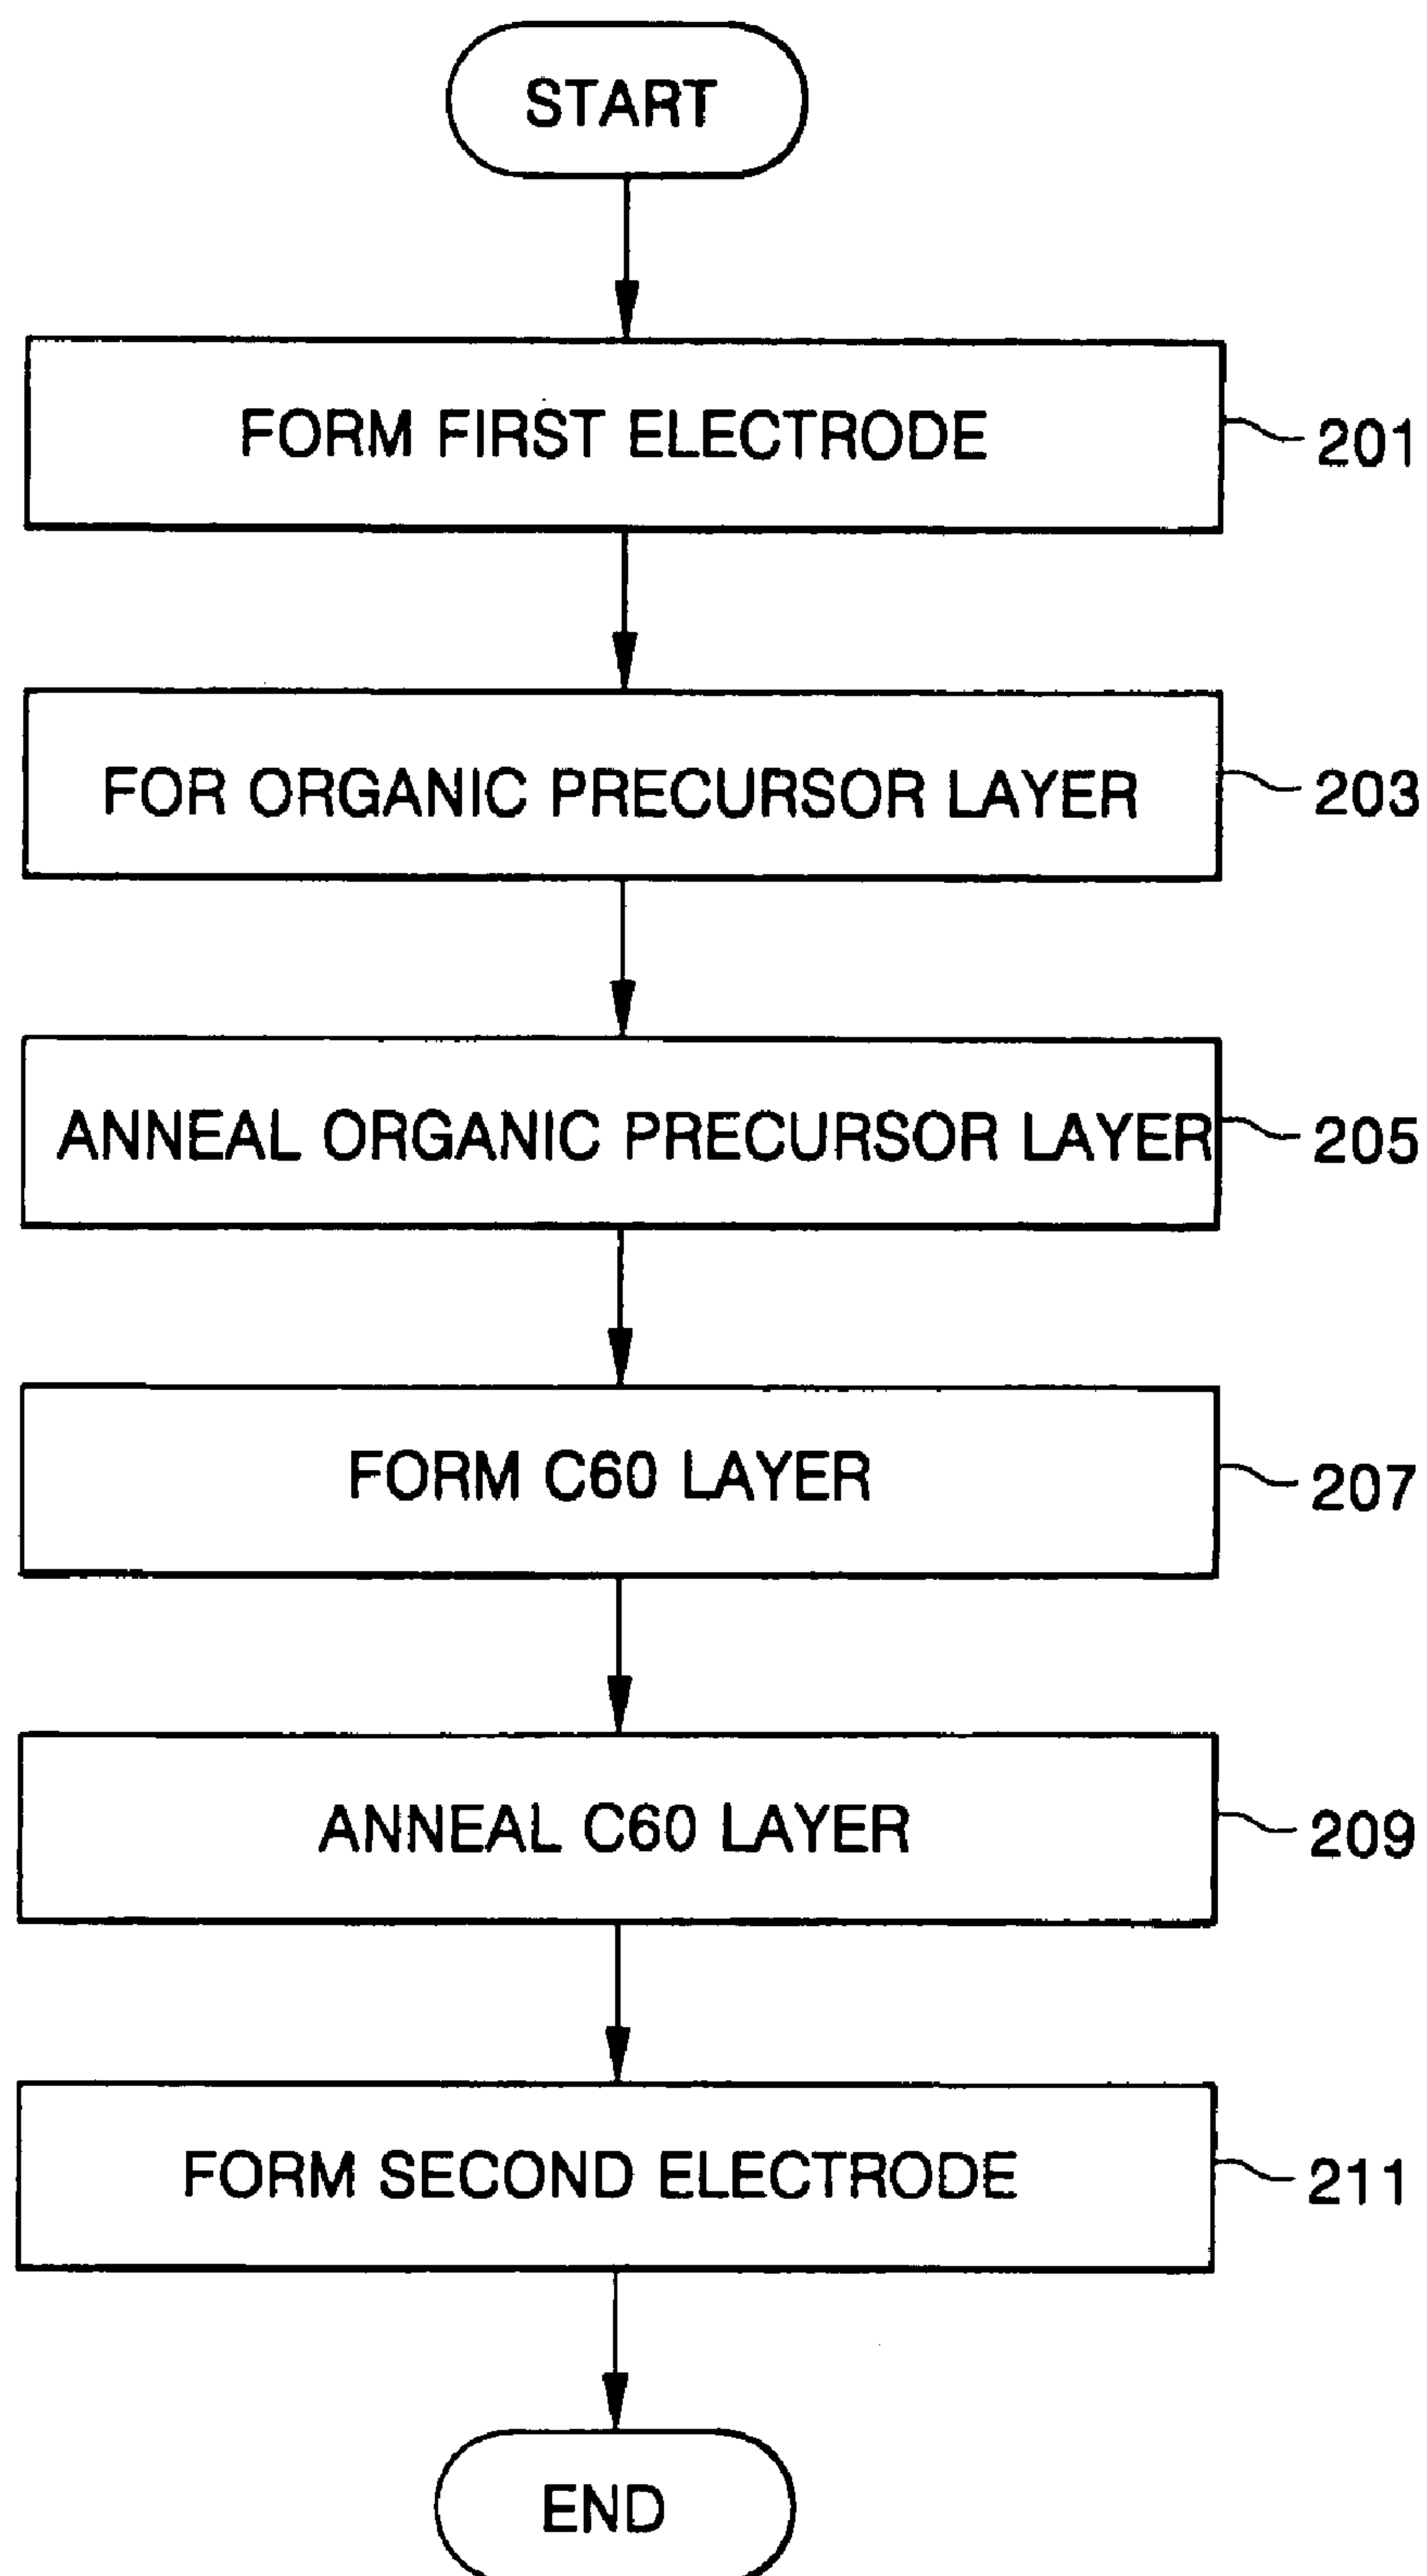 START
FORM FIRST ELECTRODE
201
FOR ORGANIC PRECURSOR LAYER
203
ANNEAL ORGANIC PRECURSOR LAYER
205
FORM C60 LAYER
207
ANNEAL C60 LAYER
209
FORM SECOND ELECTRODE
211
END